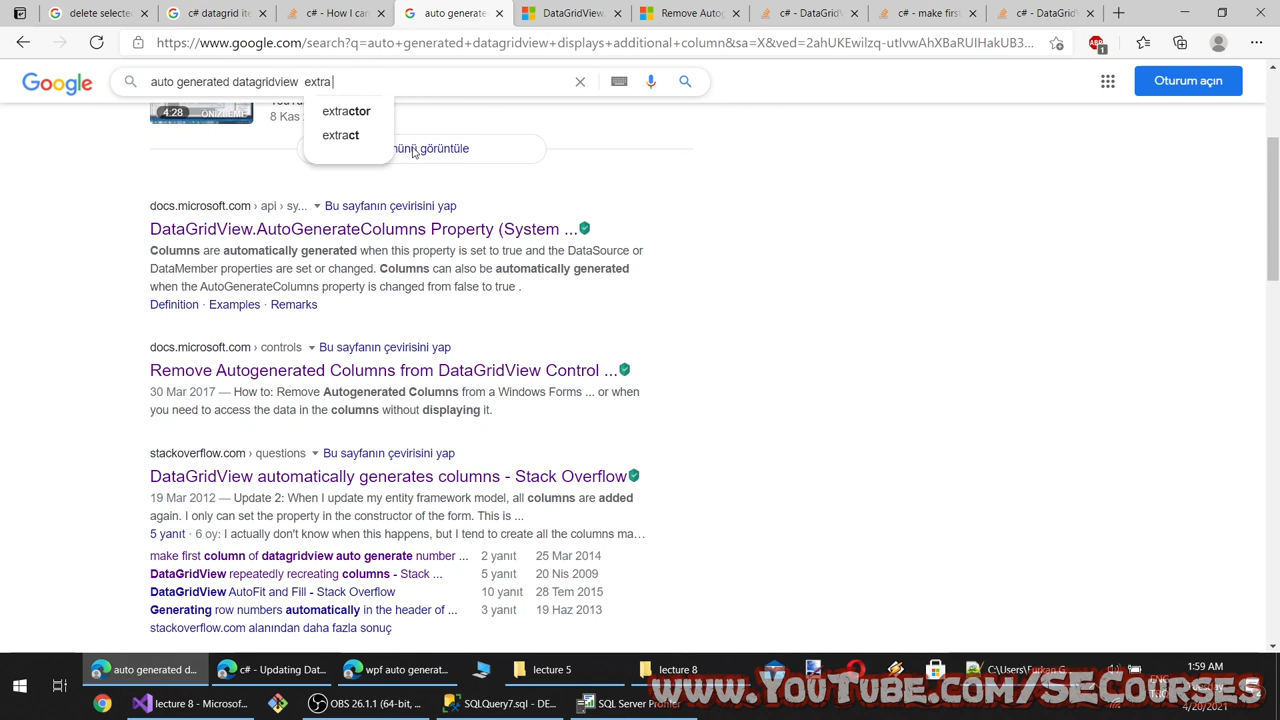 delete selected
c# datagrid ite
c# - extra c# I can
auto generated
DataGridView.
Remove Autog
c# - DataGridV
c# - make firs
c# - DataGrid
https://www.google.com/search?q=auto+generated+datagridview+displays+additional+column&sa=X&ved=2ahUKEwilzq-utIvwAhXBaRUIHakUB3...
Google
auto generated datagridview extra
Oturum açın
extractor
extract
4:28
ÖNİZLEME
8 Kas
görüntüle
docs.microsoft.com › api › sy... Bu sayfanın çevirisini yap
DataGridView.AutoGenerateColumns Property (System ...
Columns are automatically generated when this property is set to true and the DataSource or
DataMember properties are set or changed. Columns can also be automatically generated
when the AutoGenerateColumns property is changed from false to true .
Definition · Examples · Remarks
docs.microsoft.com › controls Bu sayfanın çevirisini yap
Remove Autogenerated Columns from DataGridView Control ...
30 Mar 2017 — How to: Remove Autogenerated Columns from a Windows Forms ... or when
you need to access the data in the columns without displaying it.
stackoverflow.com › questions Bu sayfanın çevirisini yap
DataGridView automatically generates columns - Stack Overflow
19 Mar 2012 — Update 2: When I update my entity framework model, all columns are added
again. I only can set the property in the constructor of the form. This is ...
5 yanıt · 6 oy: I actually don't know when this happens, but I tend to create all the columns ma…
make first column of datagridview auto generate number ... 2 yanıt 25 Mar 2014
DataGridView repeatedly recreating columns - Stack ... 5 yanıt 20 Nis 2009
DataGridView AutoFit and Fill - Stack Overflow 10 yanıt 28 Tem 2015
Generating row numbers automatically in the header of ... 3 yanıt 19 Haz 2013
stackoverflow.com alanından daha fazla sonuç
auto generated d...
c# - Updating Dat...
wpf auto generat...
lecture 5
lecture 8
C:\Users\Furkan G...
1:59 AM
lecture 8 - Microsof...
OBS 26.1.1 (64-bit, ...
SQLQuery7.sql - DE...
SQL Server Profiler
4/20/2021
www.YouTube.com/SECourses